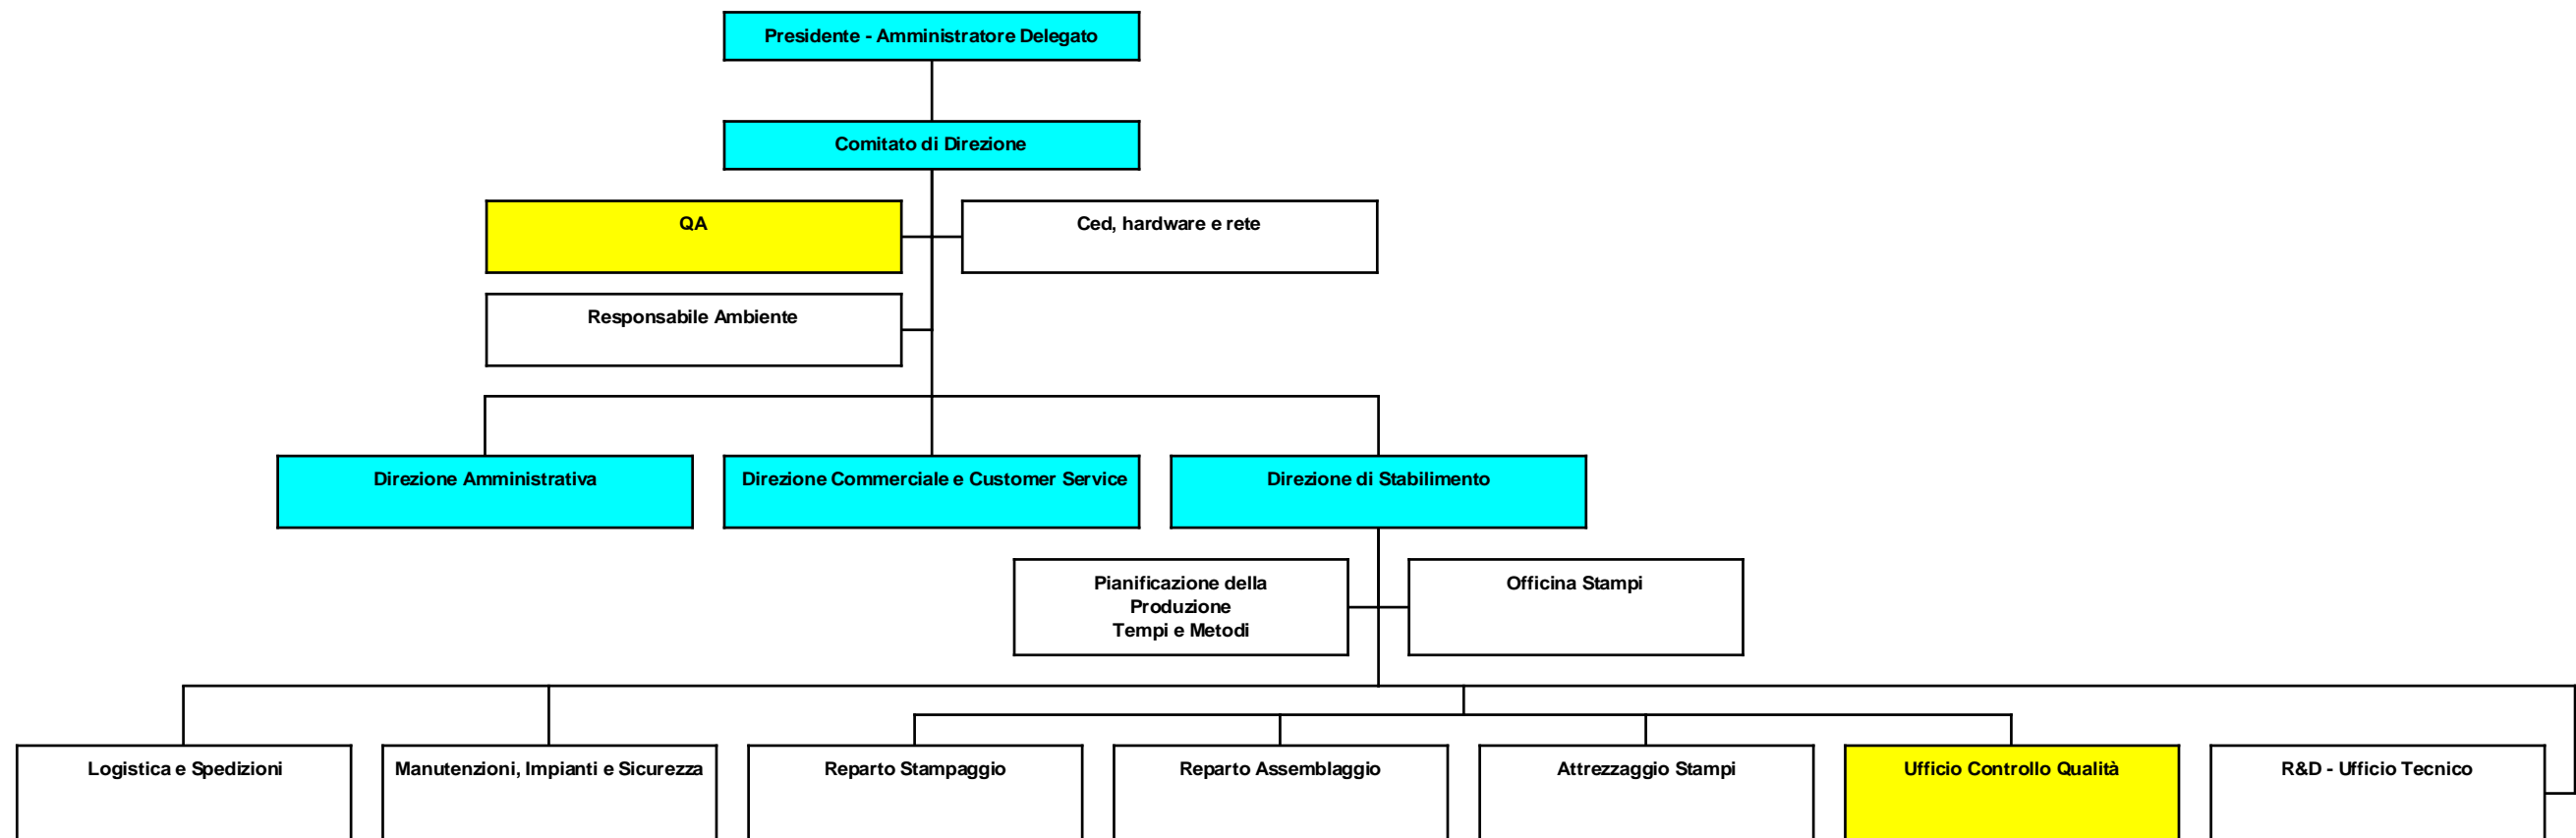 Presidente - Amministratore Delegato
Comitato di Direzione
QA
Ced, hardware e rete
Responsabile Ambiente
Direzione Amministrativa
Direzione Commerciale e Customer Service
Direzione di Stabilimento
Pianificazione della
Produzione
Tempi e Metodi
Officina Stampi
Logistica e Spedizioni
Manutenzioni, Impianti e Sicurezza
Reparto Stampaggio
Reparto Assemblaggio
Attrezzaggio Stampi
Ufficio Controllo Qualità
R&D - Ufficio Tecnico